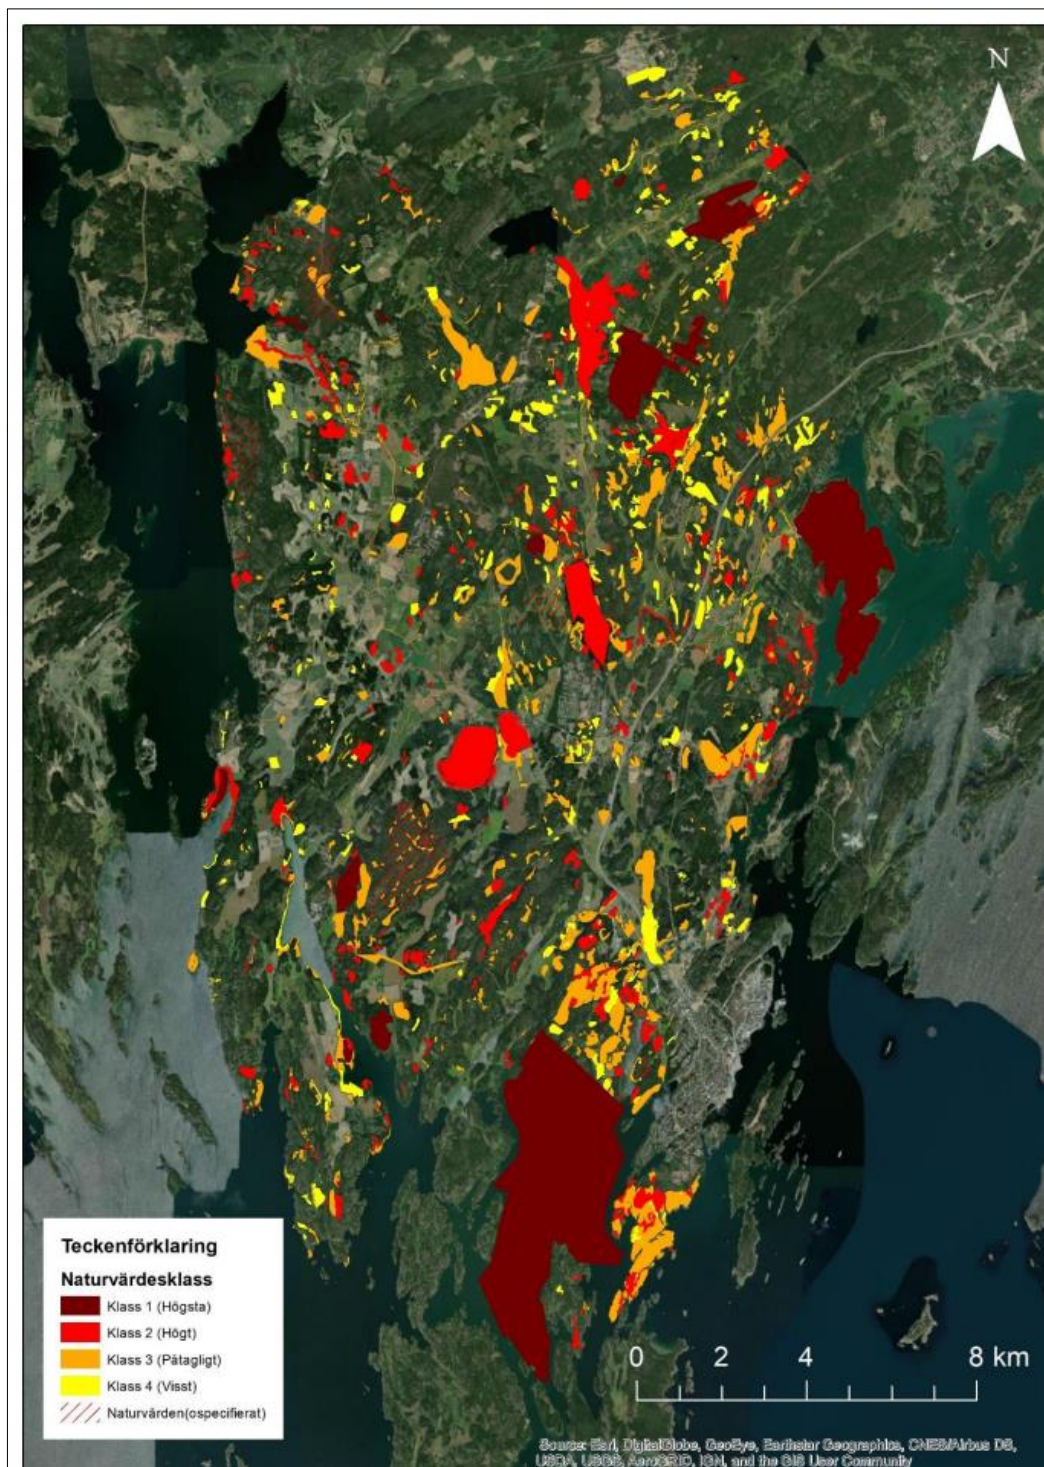 N
Teckenförklaring
Naturvärdesklass
Klass 1 (Högsta)
Klass 2 (Högt)
Klass 3 (Påtagligt)
Klass 4 (Visst)
Naturvärden(ospecifierat)
0 2 4 8 km
Source: Esri, DigitalGlobe, GeoEye, Earthstar Geographics, CNES/Airbus DS,
USDA, USGS, AeroGRID, IGN, and the GIS User Community